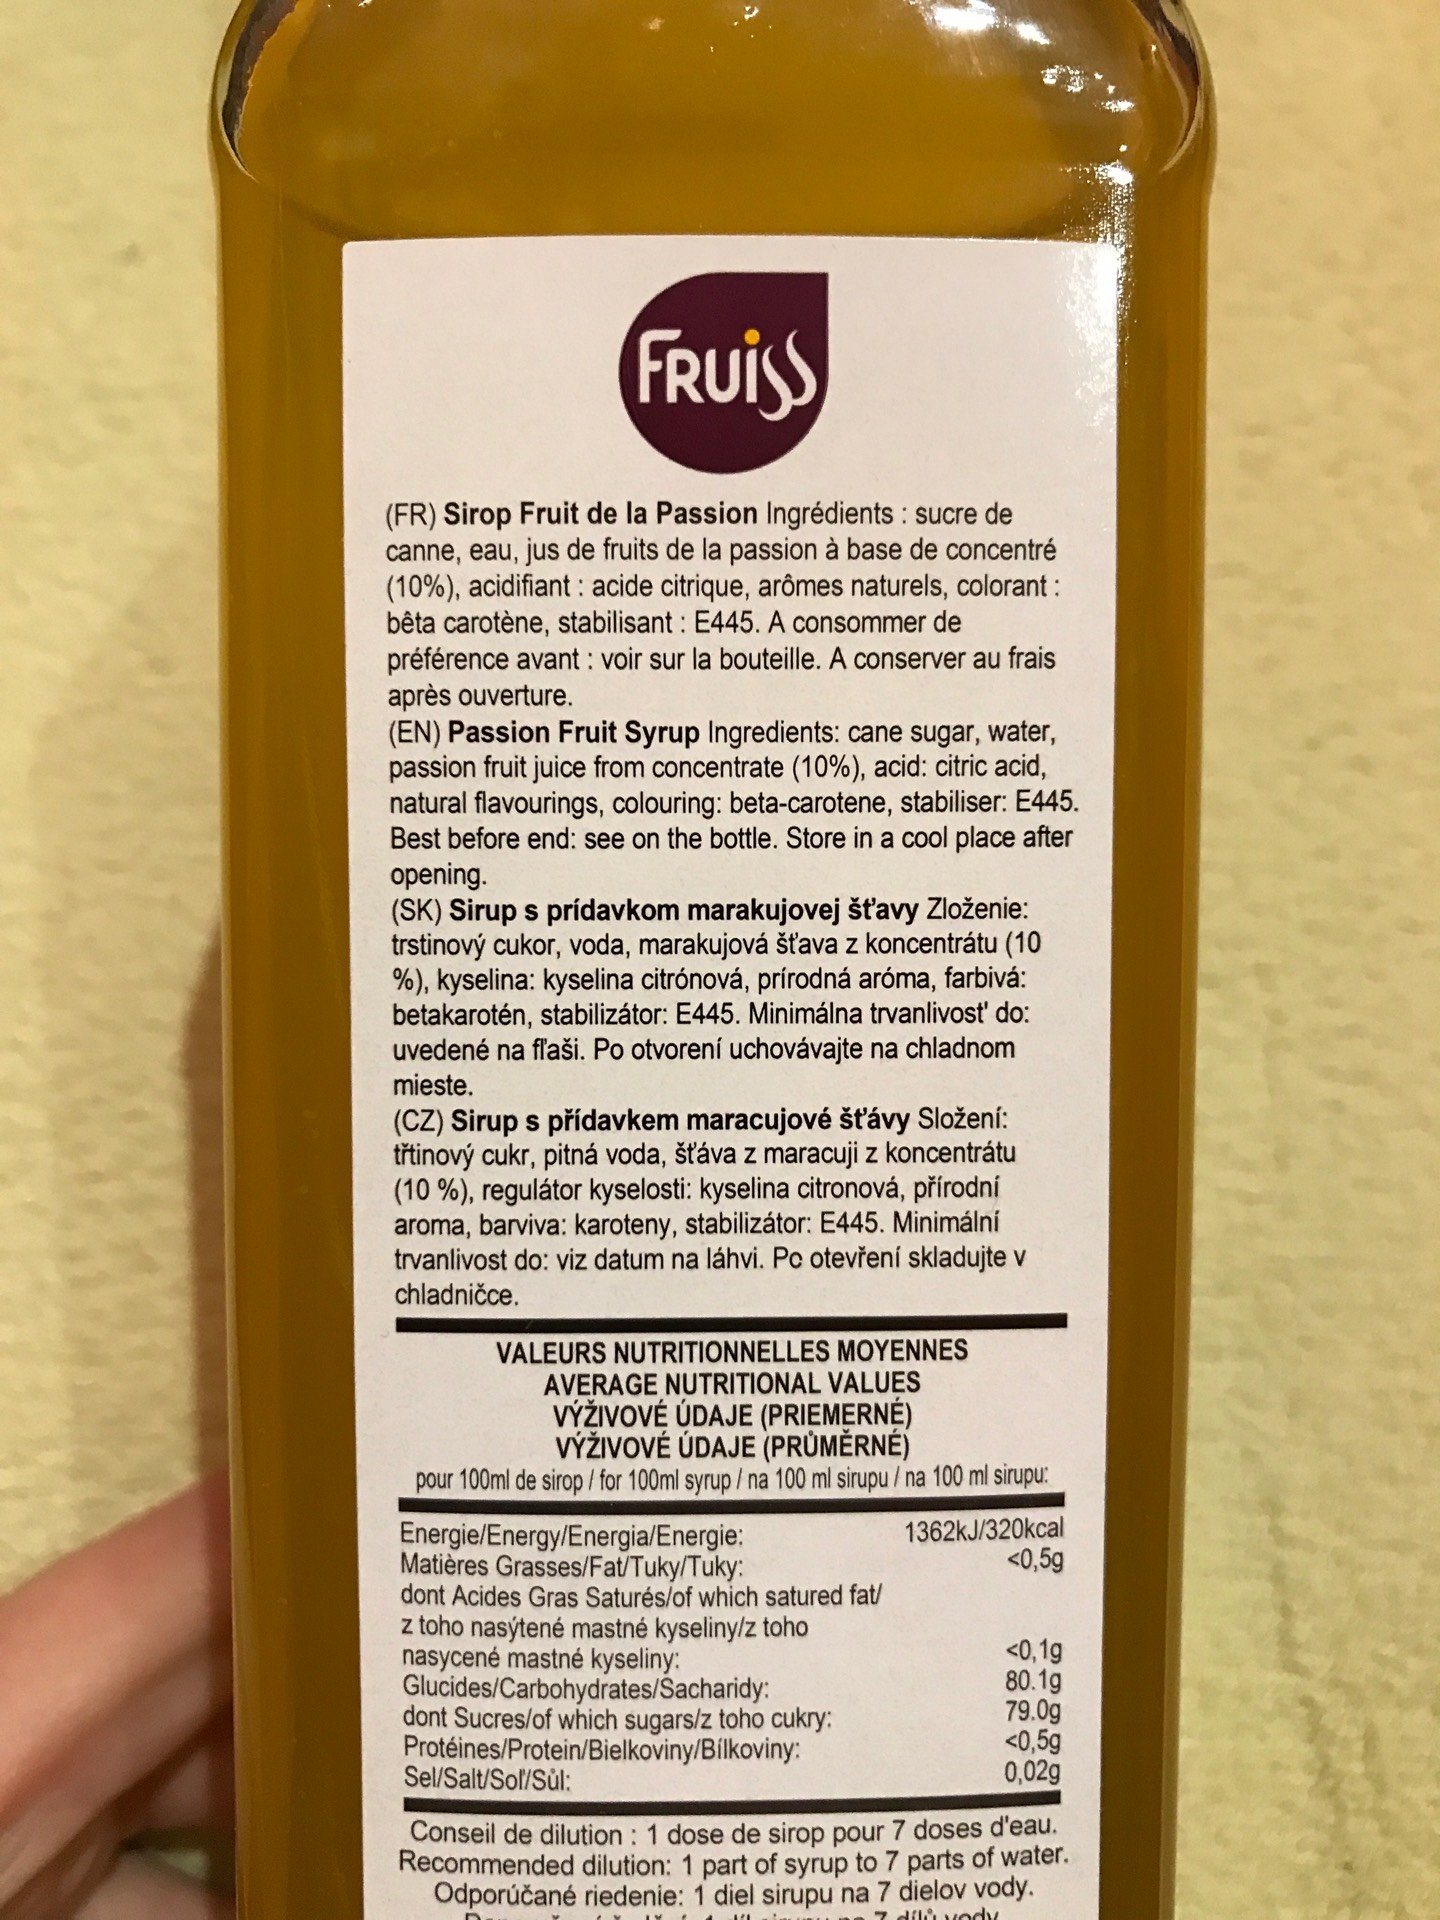 FRUiSS
(FR) Sirop Fruit de la Passion Ingrédients : sucre de
canne, eau, jus de fruits de la passion à base de concentré
(10%), acidifiant : acide citrique, arômes naturels, colorant :
bêta carotène, stabilisant : E445. A consommer de
préférence avant : voir sur la bouteille. A conserver au frais
après ouverture.
(EN) Passion Fruit Syrup Ingredients: cane sugar, water,
passion fruit juice from concentrate (10%), acid: citric acid,
natural flavourings, colouring: beta-carotene, stabiliser: E445.
Best before end: see on the bottle. Store in a cool place after
opening.
(SK) Sirup s prídavkom marakujovej šťavy Zloženie:
trstinový cukor, voda, marakujová šťava z koncentrátu (10
%), kyselina: kyselina citrónová, prírodná aróma, farbivá:
betakarotén, stabilizátor: E445. Minimálna trvanlivosť do:
uvedené na fľaši. Po otvorení uchovávajte na chladnom
mieste.
(CZ) Sirup s přídavkem maracujové šťávy Složení:
třtinový cukr, pitná voda, šťáva z maracuji z koncentrátu
(10 %), regulátor kyselosti: kyselina citronová, přírodní
aroma, barviva: karoteny, stabilizátor: E445. Minimální
trvanlivost do: viz datum na láhvi. Po otevření skladujte v
chladničce.
VALEURS NUTRITIONNELLES MOYENNES
AVERAGE NUTRITIONAL VALUES
VÝŽIVOVÉ ÚDAJE (PRIEMERNÉ)
VÝŽIVOVÉ ÚDAJE (PRŮMĚRNÉ)
pour 100ml de sirop / for 100ml syrup / na 100 ml sirupu / na 100 ml sirupu:
Energie/Energy/Energia/Energie: 1362kJ/320kcal
Matières Grasses/Fat/Tuky/Tuky: <0,5g
dont Acides Gras Saturés/of which satured fat/
z toho nasýtené mastné kyseliny/z toho
nasycené mastné kyseliny: <0,1g
Glucides/Carbohydrates/Sacharidy: 80.1g
dont Sucres/of which sugars/z toho cukry: 79.0g
Protéines/Protein/Bielkoviny/Bílkoviny: <0,5g
Sel/Salt/Soľ/Sůl: 0,02g
Conseil de dilution : 1 dose de sirop pour 7 doses d'eau.
Recommended dilution: 1 part of syrup to 7 parts of water.
Odporúčané riedenie: 1 diel sirupu na 7 dielov vody.
7 dílů vody